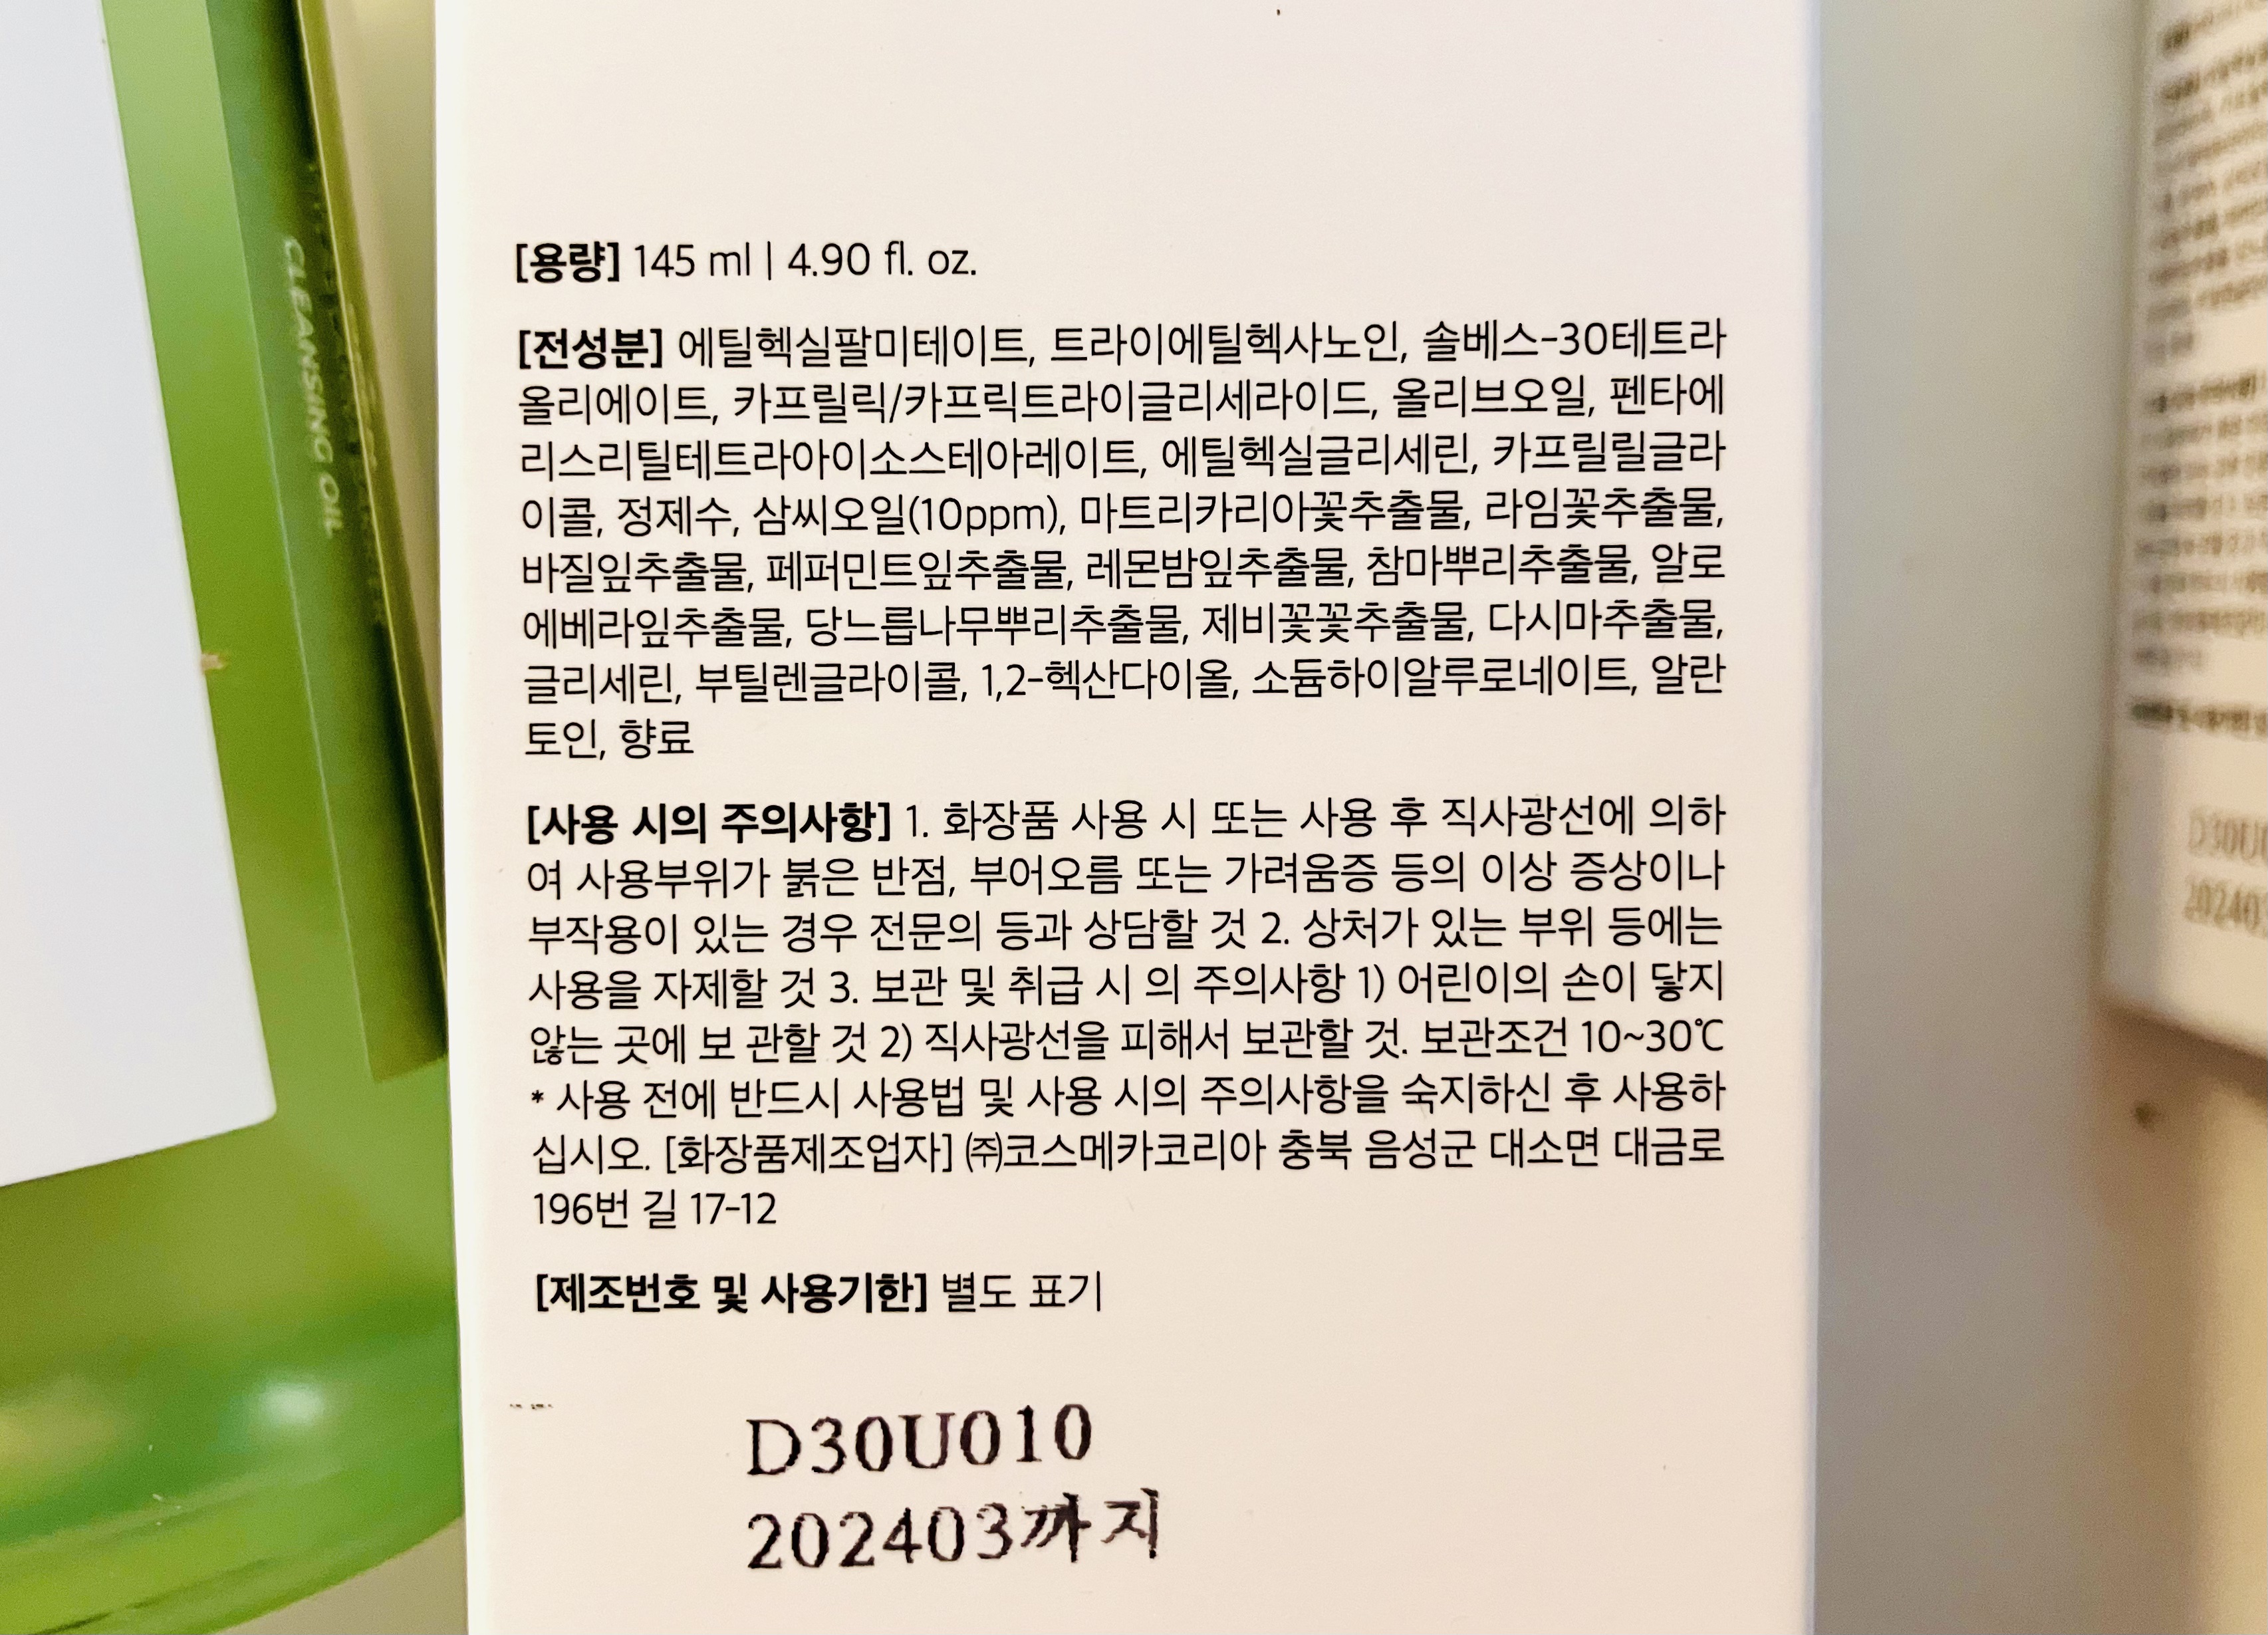 CLEANSING OIL
[용량] 145 ml | 4.90 fl. oz.
[전성분] 에틸헥실팔미테이트, 트라이에틸헥사노인, 솔베스-30테트라
올리에이트, 카프릴릭/카프릭트라이글리세라이드, 올리브오일, 펜타에
리스리틸테트라아이소스테아레이트, 에틸헥실글리세린, 카프릴릴글라
이콜, 정제수, 삼씨오일(10ppm), 마트리카리아꽃추출물, 라임꽃추출물,
바질잎추출물, 페퍼민트잎추출물, 레몬밤잎추출물, 참마뿌리추출물, 알로
에베라잎추출물, 당느릅나무뿌리추출물, 제비꽃꽃추출물, 다시마추출물,
글리세린, 부틸렌글라이콜, 1,2-헥산다이올, 소듐하이알루로네이트, 알란
토인, 향료
[사용 시의 주의사항] 1. 화장품 사용 시 또는 사용 후 직사광선에 의하
여 사용부위가 붉은 반점, 부어오름 또는 가려움증 등의 이상 증상이나
부작용이 있는 경우 전문의 등과 상담할 것 2. 상처가 있는 부위 등에는
사용을 자제할 것 3. 보관 및 취급 시 의 주의사항 1) 어린이의 손이 닿지
않는 곳에 보 관할 것 2) 직사광선을 피해서 보관할 것. 보관조건 10~30℃
* 사용 전에 반드시 사용법 및 사용 시의 주의사항을 숙지하신 후 사용하
십시오. [화장품제조업자] ㈜코스메카코리아 충북 음성군 대소면 대금로
196번 길 17-12
[제조번호 및 사용기한] 별도 표기
D30U010
202403까지
D30U
20240